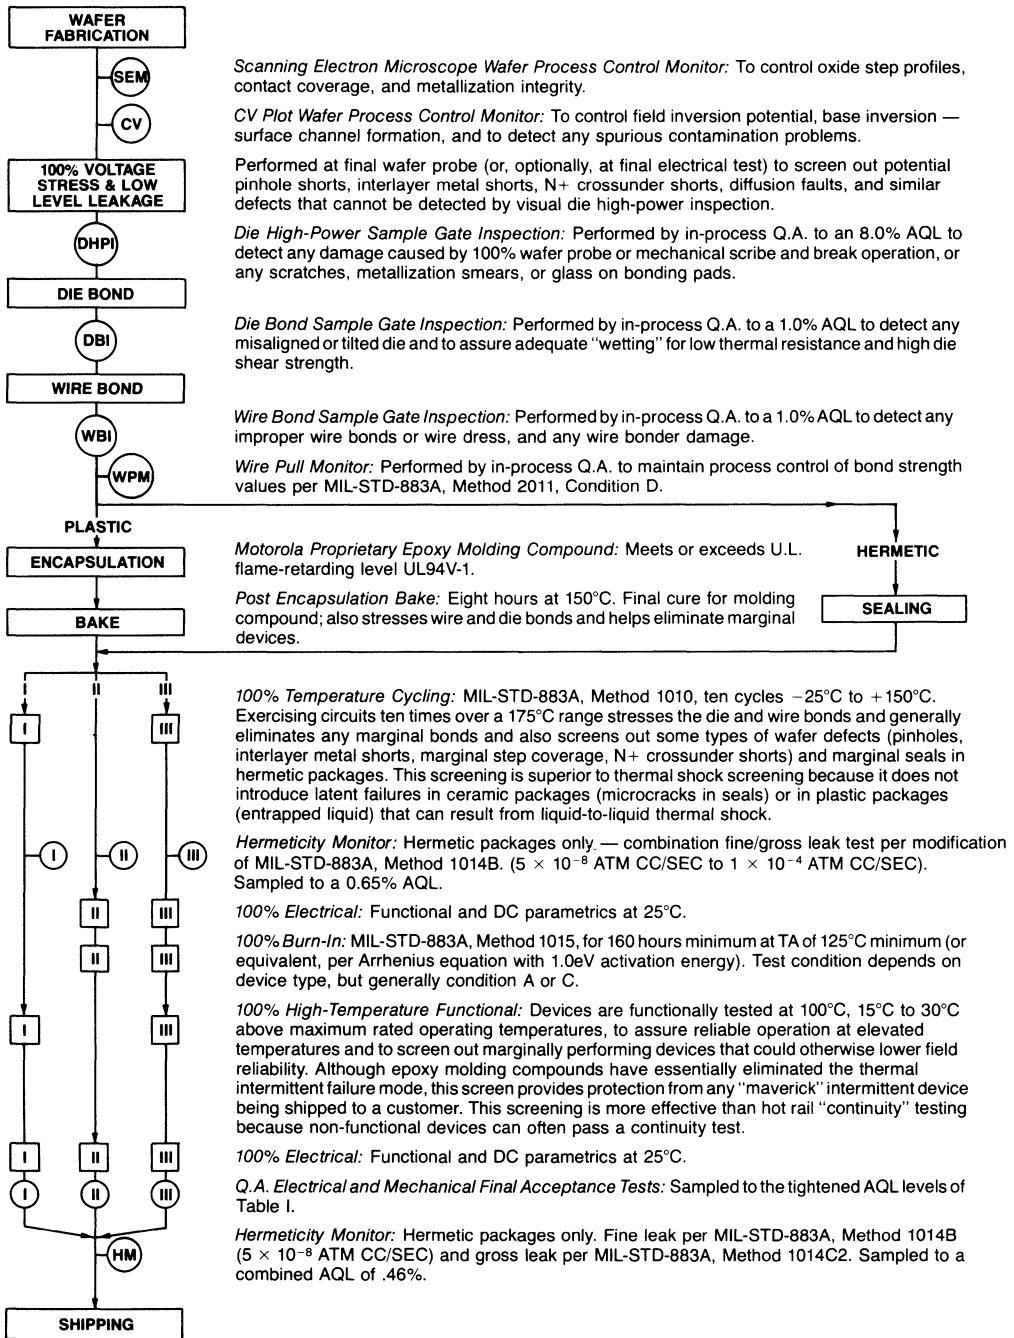 WAFER
FABRICATION
SEM
Scanning Electron Microscope Wafer Process Control Monitor: To control oxide step profiles,
contact coverage, and metallization integrity.
CV
CV Plot Wafer Process Control Monitor: To control field inversion potential, base inversion —
surface channel formation, and to detect any spurious contamination problems.
100% VOLTAGE
STRESS & LOW
LEVEL LEAKAGE
Performed at final wafer probe (or, optionally, at final electrical test) to screen out potential
pinhole shorts, interlayer metal shorts, N+ crossunder shorts, diffusion faults, and similar
defects that cannot be detected by visual die high-power inspection.
DHPI
Die High-Power Sample Gate Inspection: Performed by in-process Q.A. to an 8.0% AQL to
detect any damage caused by 100% wafer probe or mechanical scribe and break operation, or
any scratches, metallization smears, or glass on bonding pads.
DIE BOND
DBI
Die Bond Sample Gate Inspection: Performed by in-process Q.A. to a 1.0% AQL to detect any
misaligned or tilted die and to assure adequate "wetting" for low thermal resistance and high die
shear strength.
WIRE BOND
WBI
Wire Bond Sample Gate Inspection: Performed by in-process Q.A. to a 1.0% AQL to detect any
improper wire bonds or wire dress, and any wire bonder damage.
WPM
Wire Pull Monitor: Performed by in-process Q.A. to maintain process control of bond strength
values per MIL-STD-883A, Method 2011, Condition D.
PLASTIC
HERMETIC
ENCAPSULATION
Motorola Proprietary Epoxy Molding Compound: Meets or exceeds U.L.
flame-retarding level UL94V-1.
SEALING
BAKE
Post Encapsulation Bake: Eight hours at 150°C. Final cure for molding
compound; also stresses wire and die bonds and helps eliminate marginal
devices.
I II III
I III
100% Temperature Cycling: MIL-STD-883A, Method 1010, ten cycles −25°C to +150°C.
Exercising circuits ten times over a 175°C range stresses the die and wire bonds and generally
eliminates any marginal bonds and also screens out some types of wafer defects (pinholes,
interlayer metal shorts, marginal step coverage, N+ crossunder shorts) and marginal seals in
hermetic packages. This screening is superior to thermal shock screening because it does not
introduce latent failures in ceramic packages (microcracks in seals) or in plastic packages
(entrapped liquid) that can result from liquid-to-liquid thermal shock.
I II III
Hermeticity Monitor: Hermetic packages only — combination fine/gross leak test per modification
of MIL-STD-883A, Method 1014B. (5 × 10⁻⁸ ATM CC/SEC to 1 × 10⁻⁴ ATM CC/SEC).
Sampled to a 0.65% AQL.
II III
100% Electrical: Functional and DC parametrics at 25°C.
II III
100% Burn-In: MIL-STD-883A, Method 1015, for 160 hours minimum at TA of 125°C minimum (or
equivalent, per Arrhenius equation with 1.0eV activation energy). Test condition depends on
device type, but generally condition A or C.
I III
100% High-Temperature Functional: Devices are functionally tested at 100°C, 15°C to 30°C
above maximum rated operating temperatures, to assure reliable operation at elevated
temperatures and to screen out marginally performing devices that could otherwise lower field
reliability. Although epoxy molding compounds have essentially eliminated the thermal
intermittent failure mode, this screen provides protection from any "maverick" intermittent device
being shipped to a customer. This screening is more effective than hot rail "continuity" testing
because non-functional devices can often pass a continuity test.
I II III
100% Electrical: Functional and DC parametrics at 25°C.
I II III
Q.A. Electrical and Mechanical Final Acceptance Tests: Sampled to the tightened AQL levels of
Table I.
HM
Hermeticity Monitor: Hermetic packages only. Fine leak per MIL-STD-883A, Method 1014B
(5 × 10⁻⁸ ATM CC/SEC) and gross leak per MIL-STD-883A, Method 1014C2. Sampled to a
combined AQL of .46%.
SHIPPING